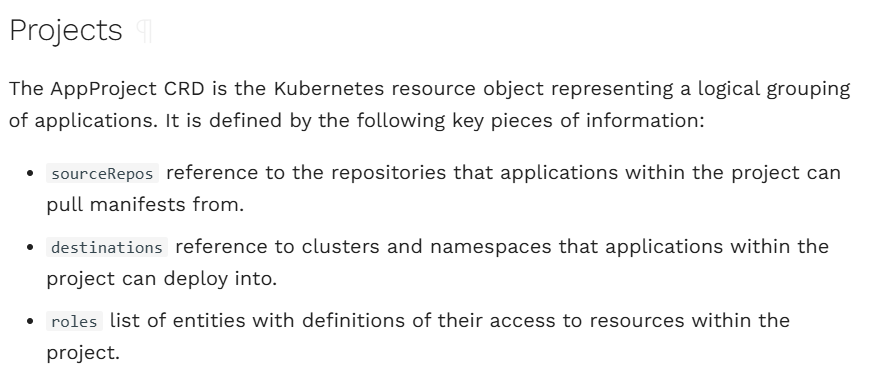 Projects ¶
The AppProject CRD is the Kubernetes resource object representing a logical grouping
of applications. It is defined by the following key pieces of information:
• sourceRepos reference to the repositories that applications within the project can
pull manifests from.
• destinations reference to clusters and namespaces that applications within the
project can deploy into.
• roles list of entities with definitions of their access to resources within the
project.